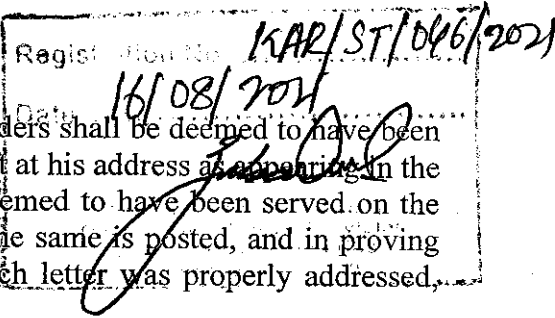 Registration No. KAR/ST/046/2021
Date 16/08/2021
ders shall be deemed to have been
t at his address as appearing in the
emed to have been served on the
ne same is posted, and in proving
ch letter was properly addressed,